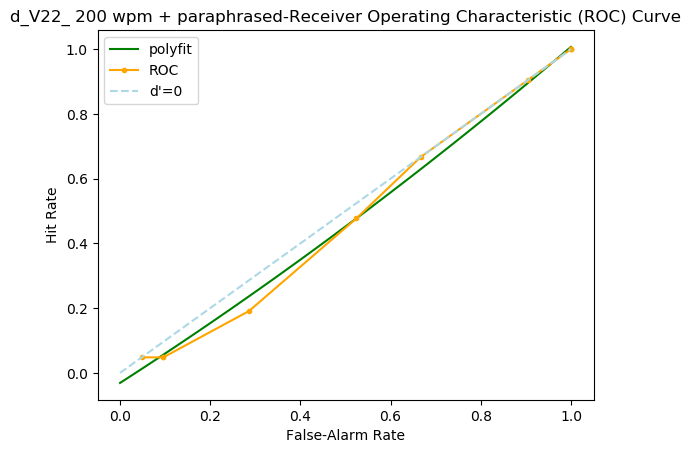 d_V22_ 200 wpm + paraphrased-Receiver Operating Characteristic (ROC) Curve
polyfit
ROC
d'=0
1.0
0.8
0.6
0.4
0.2
0.0
Hit Rate
0.0 0.2 0.4 0.6 0.8 1.0
False-Alarm Rate